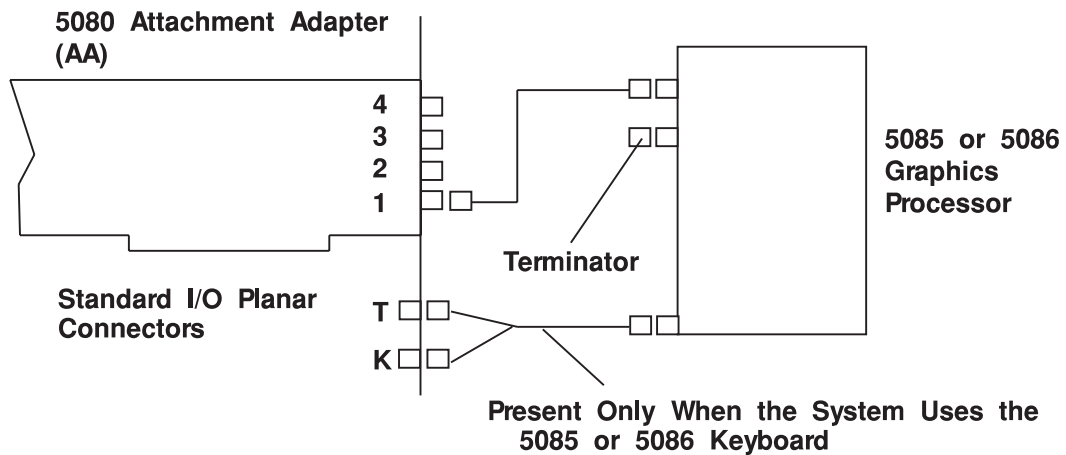 5080 Attachment Adapter
(AA)
4
3
2
1
5085 or 5086
Graphics
Processor
Terminator
Standard I/O Planar
Connectors
T
K
Present Only When the System Uses the
5085 or 5086 Keyboard